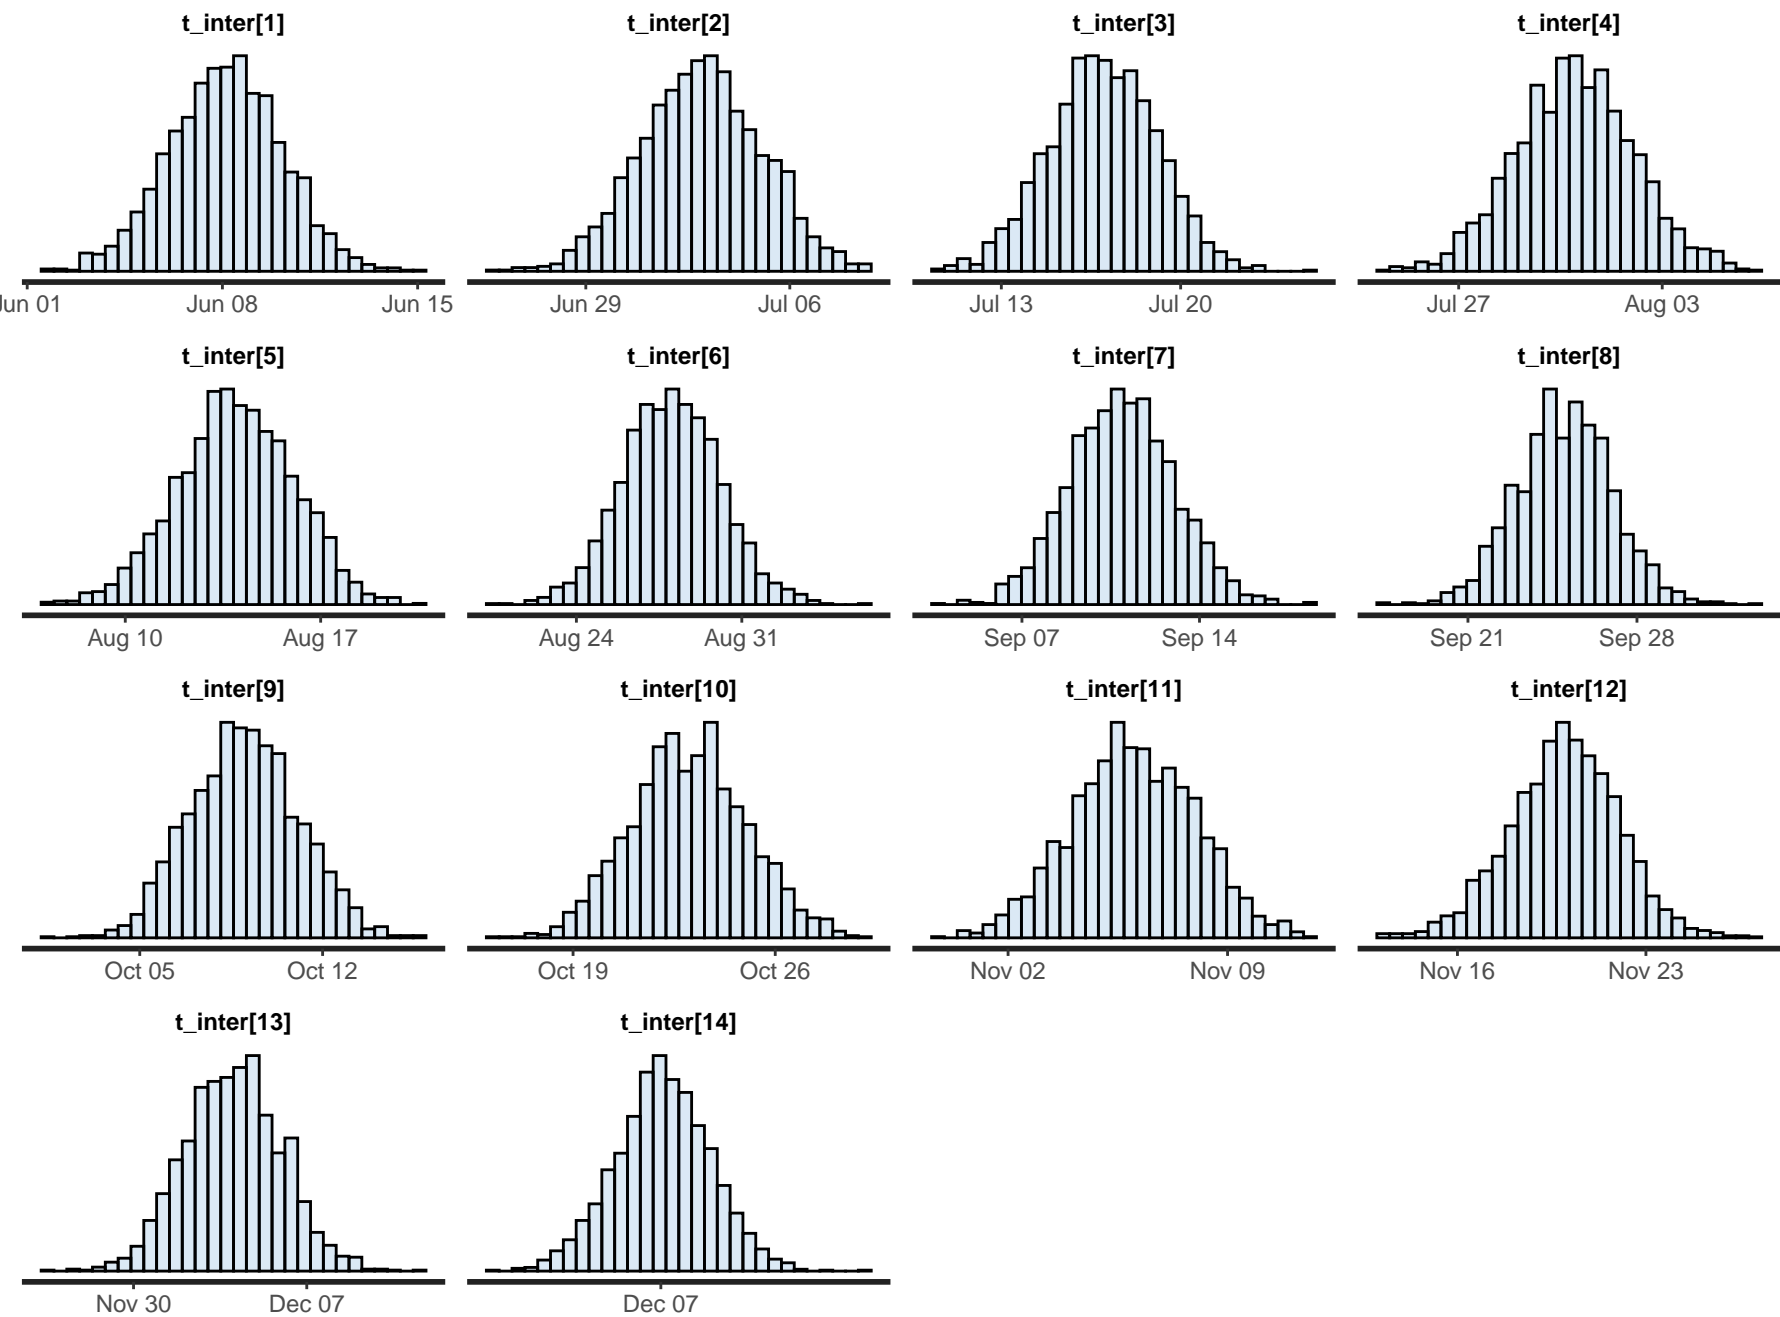 t_inter[1] t_inter[2] t_inter[3] t_inter[4]
Jun 01 Jun 08 Jun 15 Jun 29 Jul 06 Jul 13 Jul 20 Jul 27 Aug 03
t_inter[5] t_inter[6] t_inter[7] t_inter[8]
Aug 10 Aug 17 Aug 24 Aug 31 Sep 07 Sep 14 Sep 21 Sep 28
t_inter[9] t_inter[10] t_inter[11] t_inter[12]
Oct 05 Oct 12 Oct 19 Oct 26 Nov 02 Nov 09 Nov 16 Nov 23
t_inter[13] t_inter[14]
Nov 30 Dec 07 Dec 07